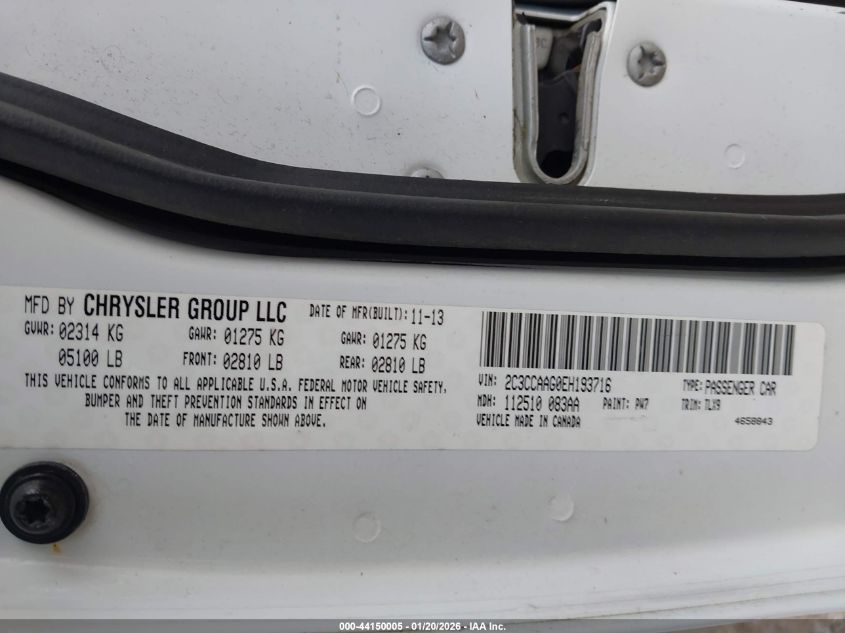 MFD BY CHRYSLER GROUP LLC DATE OF MFR(BUILT): 11-13
GVWR: 02314 KG GAWR: 01275 KG GAWR: 01275 KG
05100 LB FRONT: 02810 LB REAR: 02810 LB
THIS VEHICLE CONFORMS TO ALL APPLICABLE U.S.A. FEDERAL MOTOR VEHICLE SAFETY,
BUMPER AND THEFT PREVENTION STANDARDS IN EFFECT ON
THE DATE OF MANUFACTURE SHOWN ABOVE.
VIN: 2C3CCAAG0EH193716 TYPE: PASSENGER CAR
MDH: 112510 083AA PAINT: PW7 TRIM: TLX9
VEHICLE MADE IN CANADA 4658843
000-44150005 - 01/20/2026 - IAA Inc.